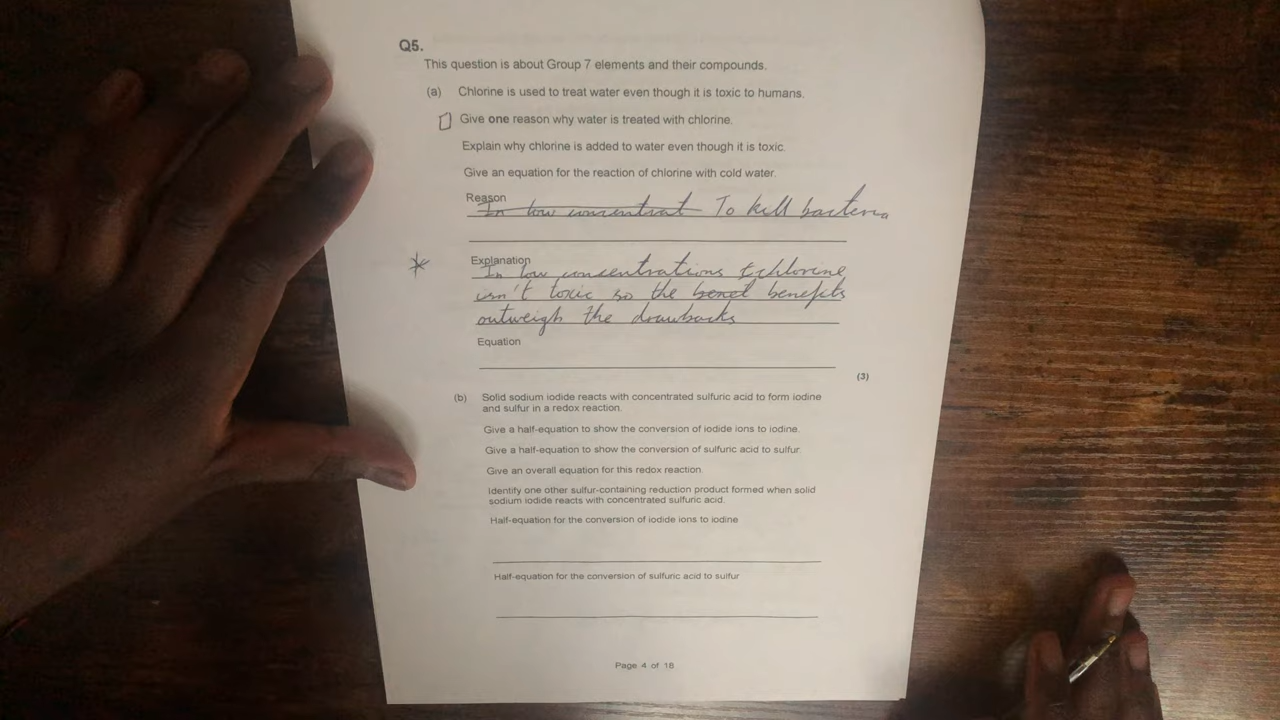 Q5.
This question is about Group 7 elements and their compounds.
(a) Chlorine is used to treat water even though it is toxic to humans.
Give one reason why water is treated with chlorine.
Explain why chlorine is added to water even though it is toxic.
Give an equation for the reaction of chlorine with cold water.
Reason
In low concentrat To kill bacteria
Explanation
In low concentrations chlorine
isn't toxic so the benet benefits
outweigh the drawbacks
Equation
(3)
(b) Solid sodium iodide reacts with concentrated sulfuric acid to form iodine
and sulfur in a redox reaction.
Give a half-equation to show the conversion of iodide ions to iodine.
Give a half-equation to show the conversion of sulfuric acid to sulfur.
Give an overall equation for this redox reaction.
Identify one other sulfur-containing reduction product formed when solid
sodium iodide reacts with concentrated sulfuric acid.
Half-equation for the conversion of iodide ions to iodine
Half-equation for the conversion of sulfuric acid to sulfur
Page 4 of 16